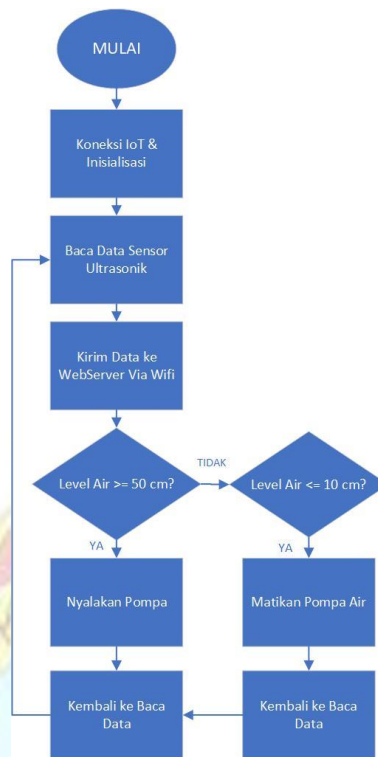 MULAI
Koneksi IoT &
Inisialisasi
Baca Data Sensor
Ultrasonik
Kirim Data ke
WebServer Via Wifi
Level Air >= 50 cm?
TIDAK
Level Air <= 10 cm?
YA
YA
Nyalakan Pompa
Matikan Pompa Air
Kembali ke Baca
Data
Kembali ke Baca
Data